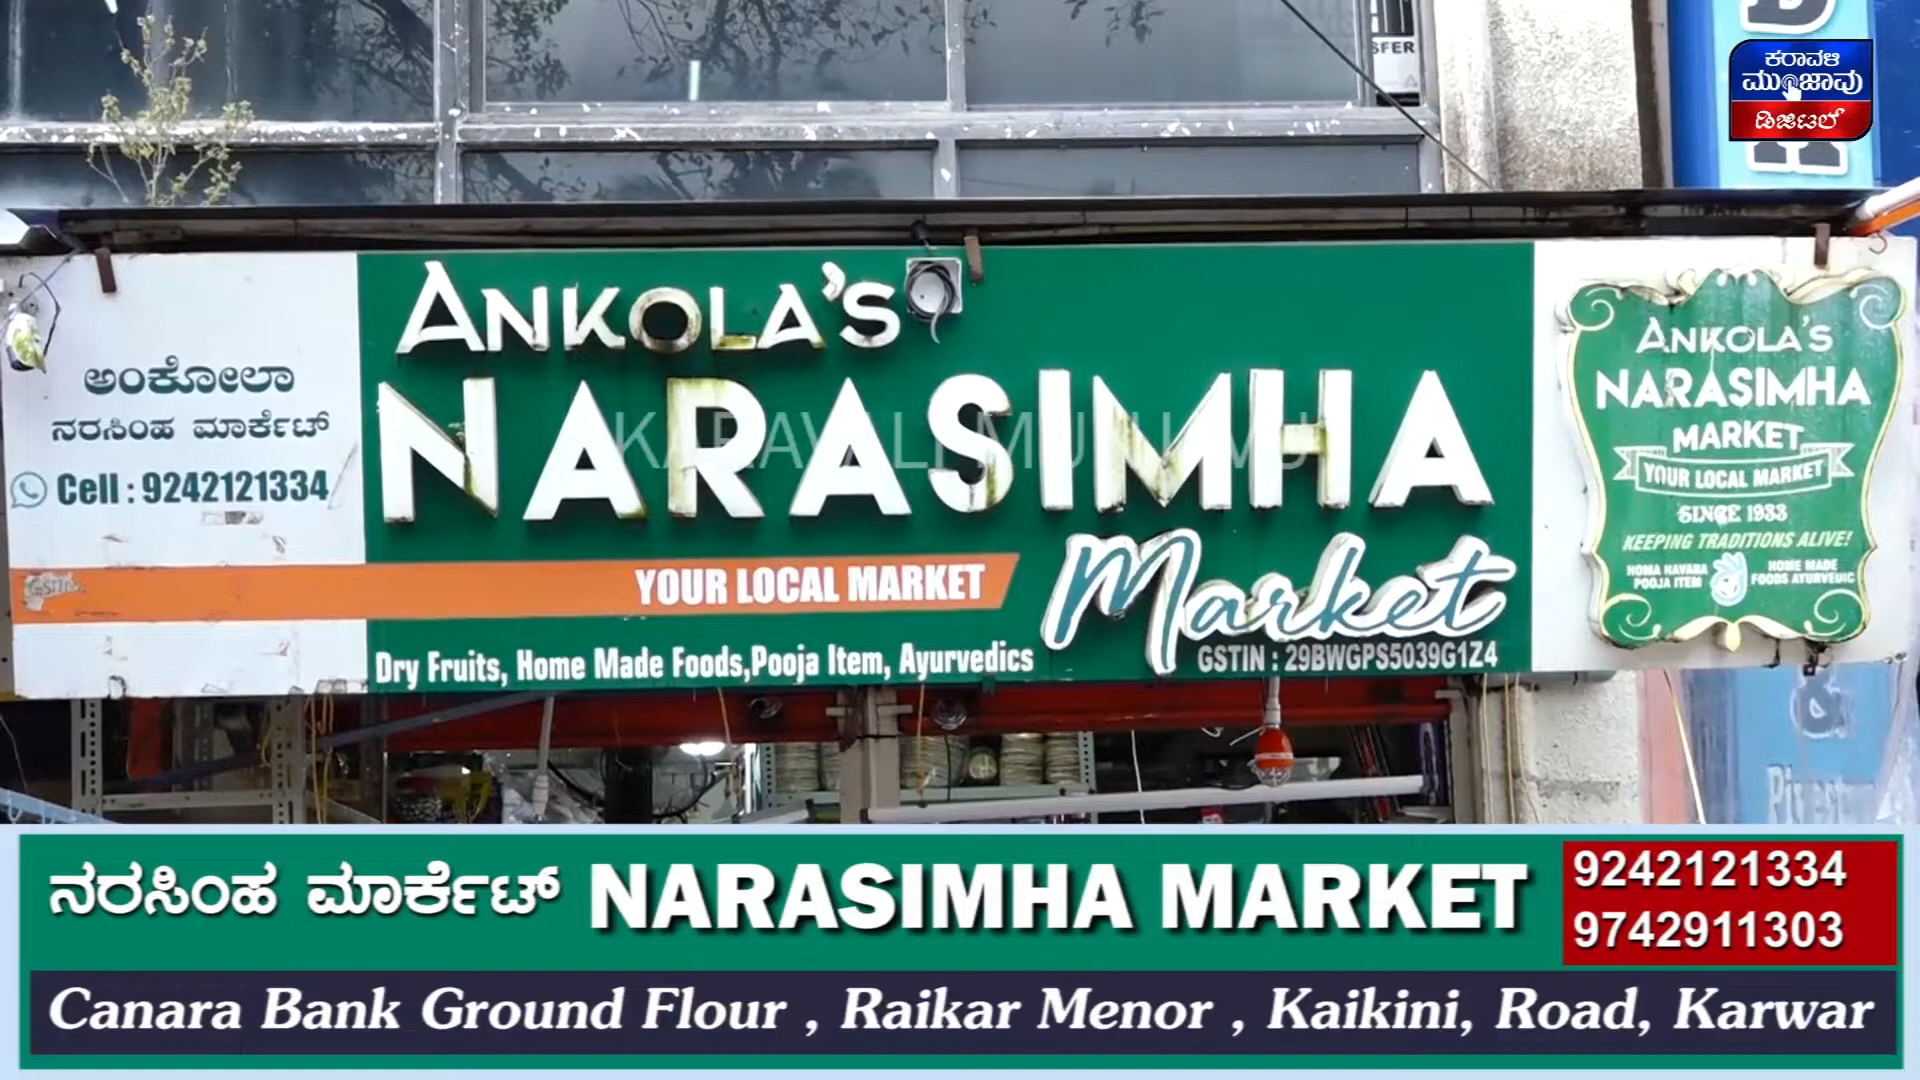 SFER
ಕರಾವಳಿ
ಮುಂಜಾವು
ಡಿಜಿಟಲ್
ಅಂಕೋಲಾ
ನರಸಿಂಹ ಮಾರ್ಕೆಟ್
Cell : 9242121334
ANKOLA'S
NARASIMHA
Market
YOUR LOCAL MARKET
Dry Fruits, Home Made Foods,Pooja Item, Ayurvedics
GSTIN : 29BWGPS5039G1Z4
ANKOLA'S
NARASIMHA
MARKET
YOUR LOCAL MARKET
SINCE 1933
KEEPING TRADITIONS ALIVE!
HOMA HAVANA
POOJA ITEM
HOME MADE
FOODS AYURVEDIC
&
ನರಸಿಂಹ ಮಾರ್ಕೆಟ್ NARASIMHA MARKET
9242121334
9742911303
Canara Bank Ground Flour , Raikar Menor , Kaikini, Road, Karwar